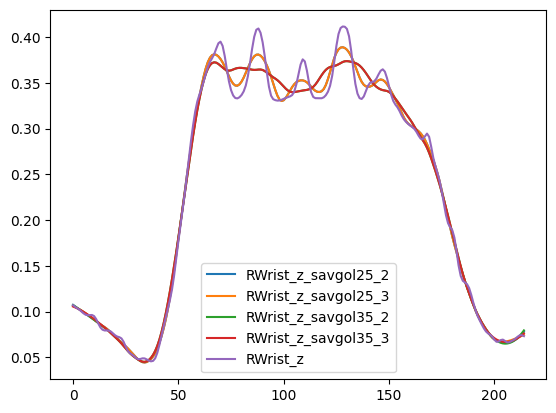 0.40
0.35
0.30
0.25
0.20
0.15
0.10
0.05
RWrist_z_savgol25_2
RWrist_z_savgol25_3
RWrist_z_savgol35_2
RWrist_z_savgol35_3
RWrist_z
0 50 100 150 200